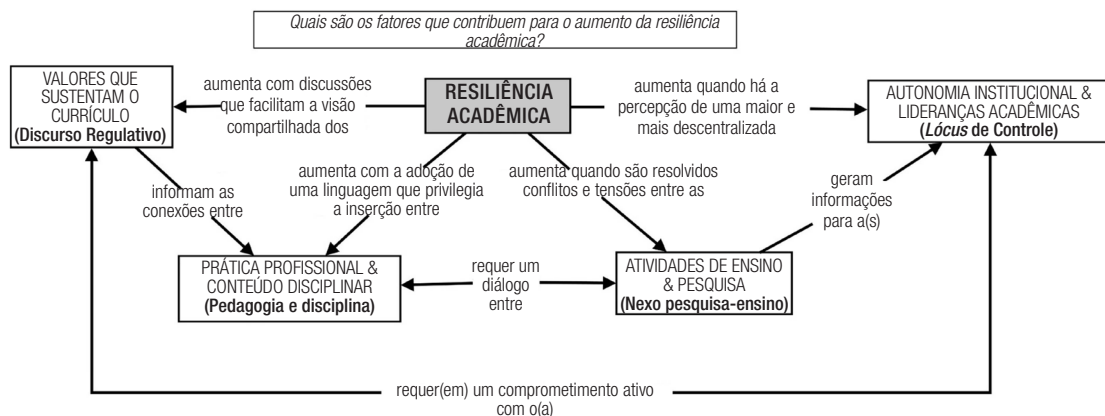 Quais são os fatores que contribuem para o aumento da resiliência
acadêmica?
VALORES QUE
SUSTENTAM O
CURRÍCULO
(Discurso Regulativo)
aumenta com discussões
que facilitam a visão
compartilhada dos
RESILIÊNCIA
ACADÊMICA
aumenta quando há a
percepção de uma maior e
mais descentralizada
AUTONOMIA INSTITUCIONAL &
LIDERANÇAS ACADÊMICAS
(Lócus de Controle)
informam as
conexões entre
aumenta com a adoção de
uma linguagem que privilegia
a inserção entre
aumenta quando são resolvidos
conflitos e tensões entre as
geram
informações
para a(s)
PRÁTICA PROFISSIONAL &
CONTEÚDO DISCIPLINAR
(Pedagogia e disciplina)
requer um
diálogo
entre
ATIVIDADES DE ENSINO
& PESQUISA
(Nexo pesquisa-ensino)
requer(em) um comprometimento ativo
com o(a)